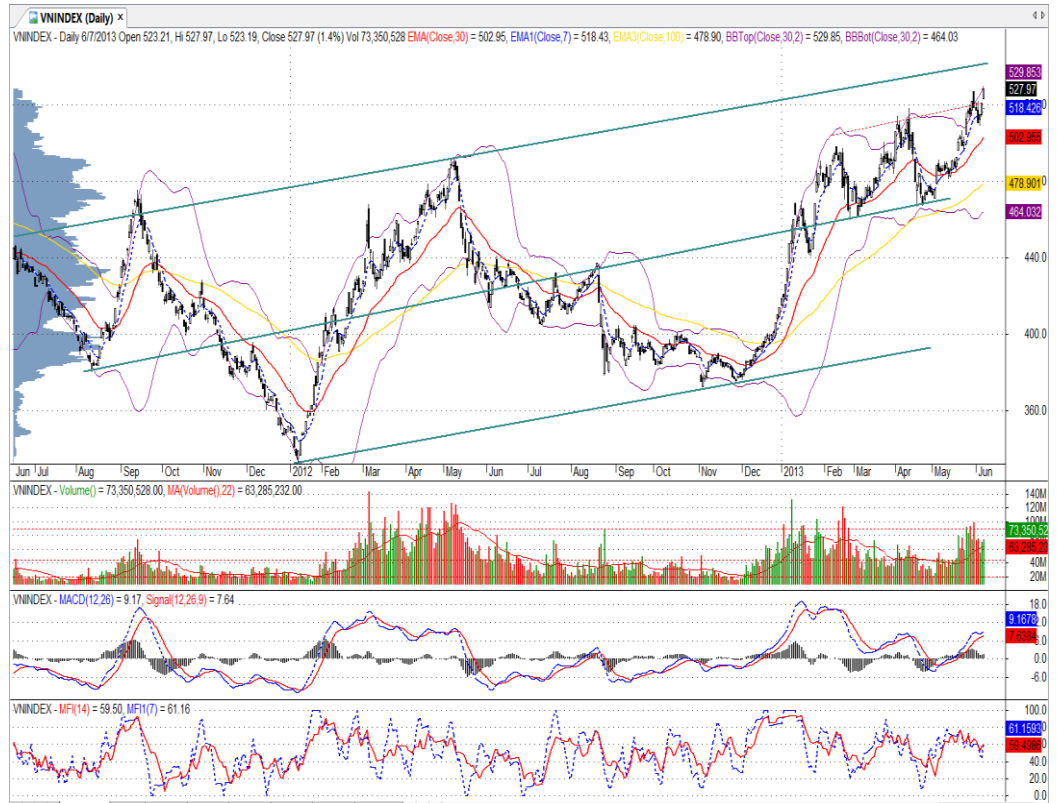 VNINDEX (Daily) ×
VNINDEX - Daily 6/7/2013 Open 523.21, Hi 527.97, Lo 523.19, Close 527.97 (1.4%) Vol 73,350,528 EMA(Close,30) = 502.95, EMA1(Close,7) = 518.43, EMA3(Close,100) = 478.90, BBTop(Close,30,2) = 529.85, BBBot(Close,30,2) = 464.03
529.853
527.97
518.426
502.955
478.901
464.032
440.0
400.0
360.0
Jun Jul Aug Sep Oct Nov Dec 2012 Feb Mar Apr May Jun Jul Aug Sep Oct Nov Dec 2013 Feb Mar Apr May Jun
VNINDEX - Volume() = 73,350,528.00, MA(Volume(),22) = 63,285,232.00
140M
120M
100M
73,350,52
63,285,22
40M
20M
VNINDEX - MACD(12,26) = 9.17, Signal(12,26,9) = 7.64
18.0
9.1678
7.6384
0.0
-6.0
VNINDEX - MFI(14) = 59.50, MFI1(7) = 61.16
100.0
61.1593
40.0
20.0
0.0